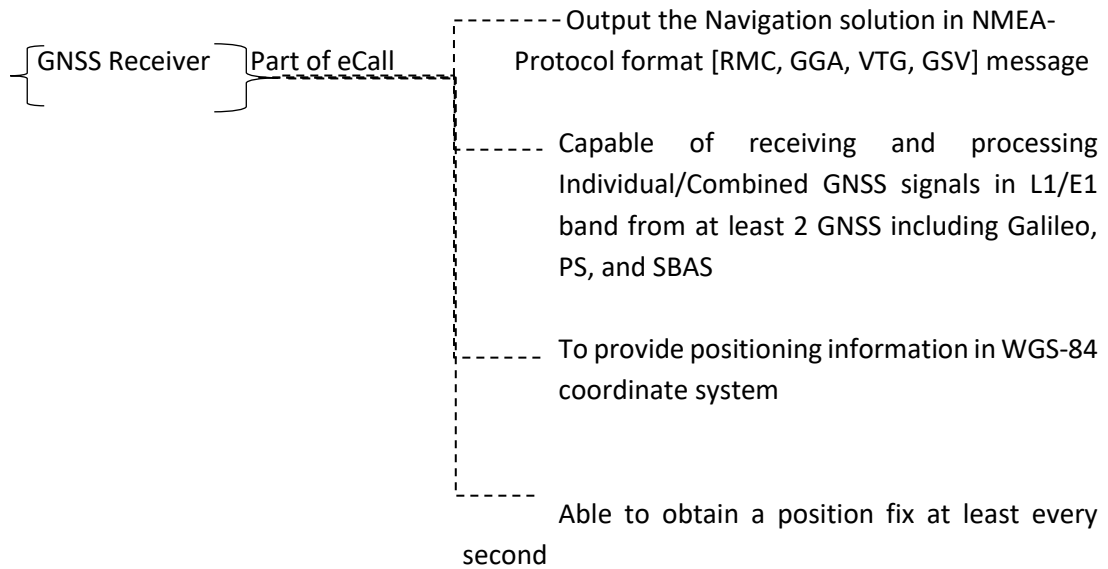 GNSS Receiver
Part of eCall
Output the Navigation solution in NMEA-
Protocol format [RMC, GGA, VTG, GSV] message
Capable of receiving and processing
Individual/Combined GNSS signals in L1/E1
band from at least 2 GNSS including Galileo,
PS, and SBAS
To provide positioning information in WGS-84
coordinate system
Able to obtain a position fix at least every
second